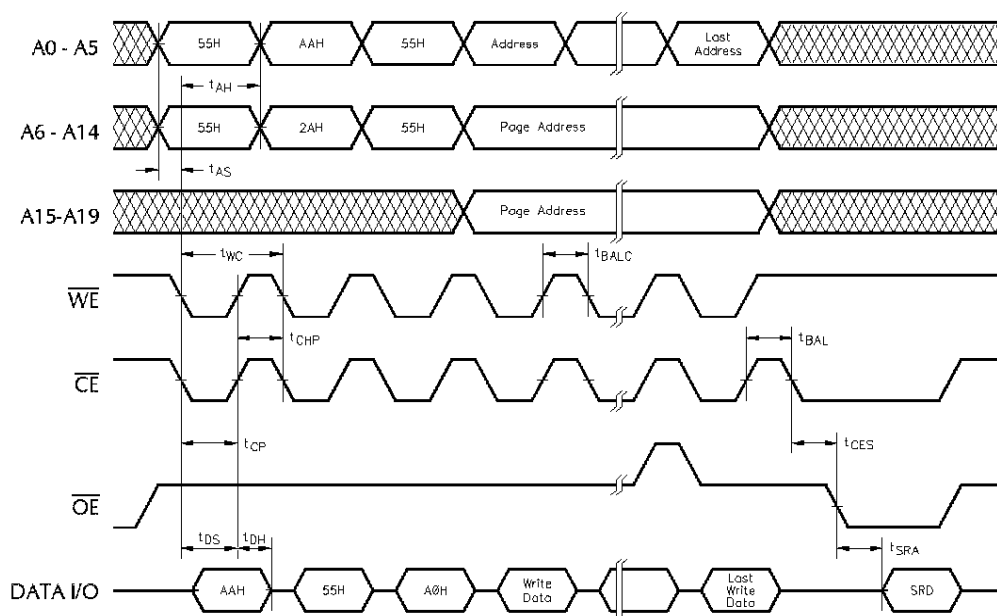 A0 - A5
55H
AAH
55H
Address
Last
Address
tAH
A6 - A14
55H
2AH
55H
Page Address
tAS
A15-A19
Page Address
tWC
tBALC
WE
tCHP
tBAL
CE
tCP
tCES
OE
tDS
tDH
tSRA
DATA I/O
AAH
55H
A0H
Write
Data
Last
Write
Data
SRD